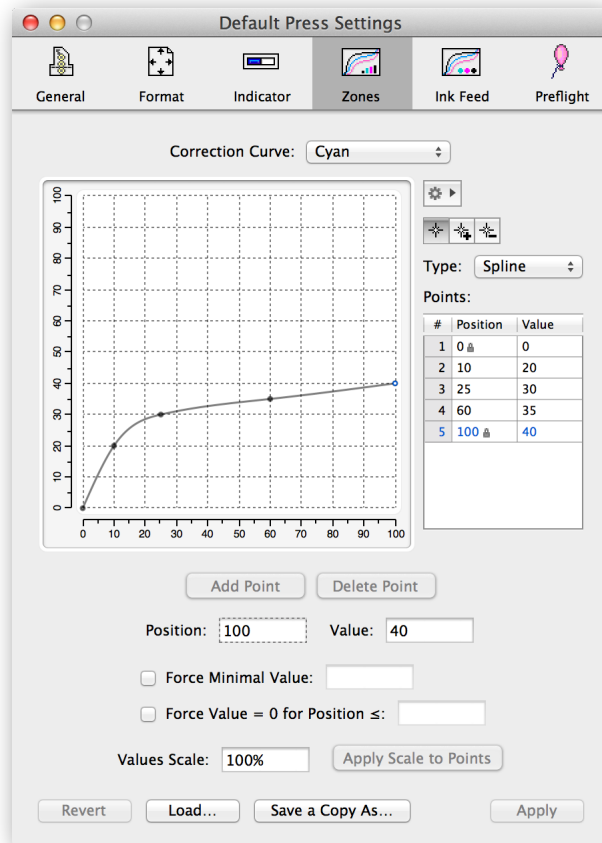 Default Press Settings
General Format Indicator Zones Ink Feed Preflight
Correction Curve: Cyan
100
90
80
70
60
50
40
30
20
10
0
0 10 20 30 40 50 60 70 80 90 100
Type: Spline
Points:
# Position Value
1 0 0
2 10 20
3 25 30
4 60 35
5 100 40
Add Point Delete Point
Position: 100 Value: 40
Force Minimal Value:
Force Value = 0 for Position ≤:
Values Scale: 100% Apply Scale to Points
Revert Load... Save a Copy As... Apply